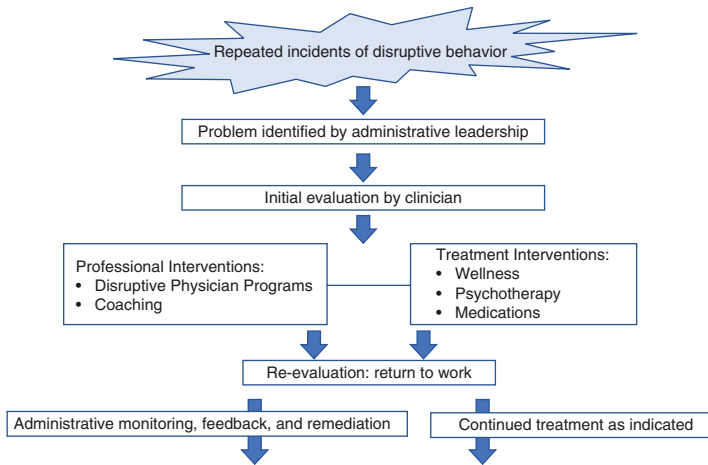 Repeated incidents of disruptive behavior
Problem identified by administrative leadership
Initial evaluation by clinician
Professional Interventions:
• Disruptive Physician Programs
• Coaching
Treatment Interventions:
• Wellness
• Psychotherapy
• Medications
Re-evaluation: return to work
Administrative monitoring, feedback, and remediation
Continued treatment as indicated